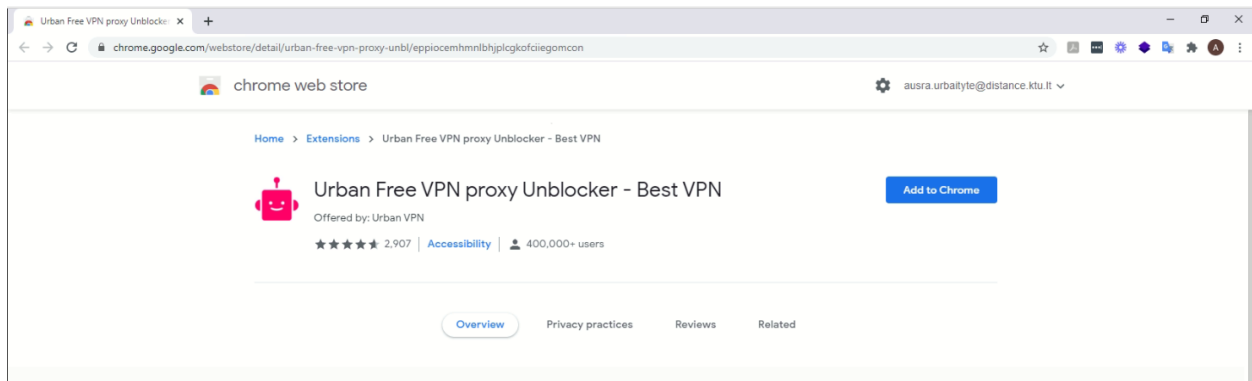 Urban Free VPN proxy Unblocke
chrome.google.com/webstore/detail/urban-free-vpn-proxy-unbl/eppiocemhmnlbhjplcgkofciiegomcon
A
chrome web store
ausra.urbaityte@distance.ktu.lt
Home > Extensions > Urban Free VPN proxy Unblocker - Best VPN
Urban Free VPN proxy Unblocker - Best VPN
Add to Chrome
Offered by: Urban VPN
2,907 | Accessibility | 400,000+ users
Overview Privacy practices Reviews Related